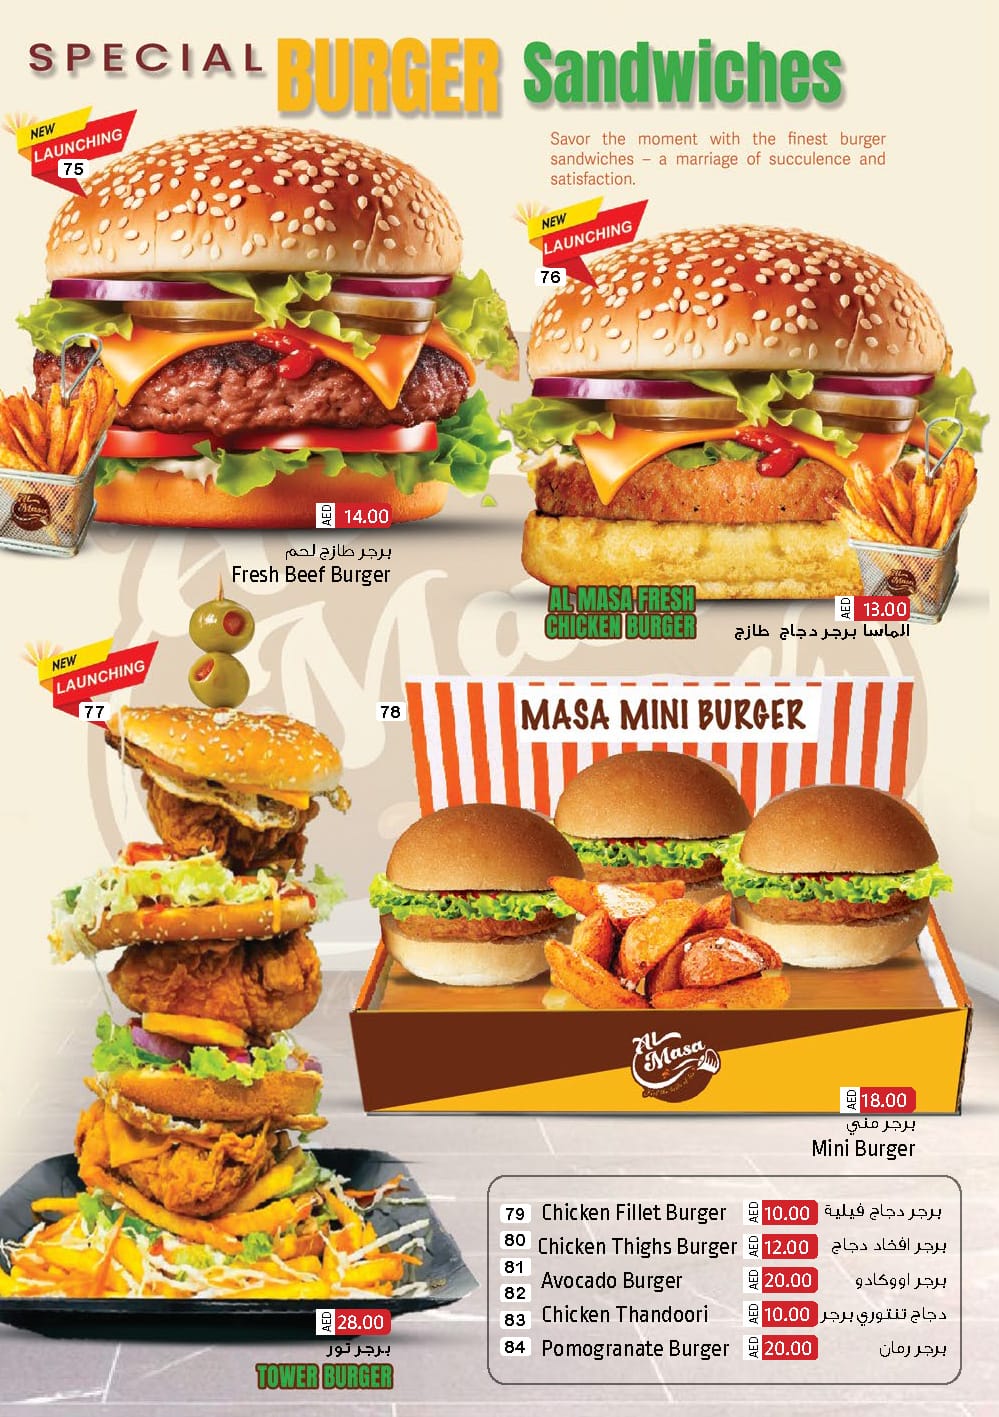 SPECIAL BURGER Sandwiches
Savor the moment with the finest burger
sandwiches – a marriage of succulence and
satisfaction.
NEW
LAUNCHING
75
AED 14.00
برجر طازج لحم
Fresh Beef Burger
NEW
LAUNCHING
76
AED 13.00
AL MASA FRESH
CHICKEN BURGER
الماسا برجر دجاج طازج
NEW
LAUNCHING
77
AED 28.00
برجر تور
TOWER BURGER
78
MASA MINI BURGER
AL
Masa
AED 18.00
برجر مني
Mini Burger
79 Chicken Fillet Burger AED 10.00 برجر دجاج فيلية
80 Chicken Thighs Burger AED 12.00 برجر افخاد دجاج
81
82 Avocado Burger AED 20.00 برجر اووكادو
83 Chicken Thandoori AED 10.00 دجاج تنتوري برجر
84 Pomogranate Burger AED 20.00 برجر رمان